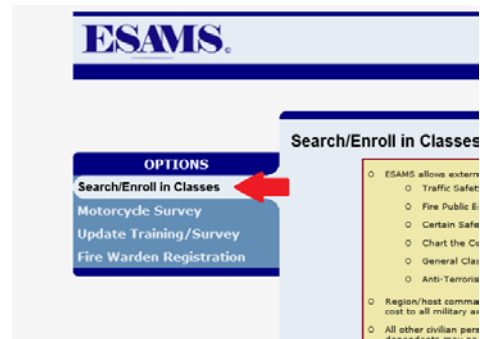 ESAMS.
Search/Enroll in Classes
OPTIONS
Search/Enroll in Classes
Motorcycle Survey
Update Training/Survey
Fire Warden Registration
ESAMS allows extern
Traffic Safet
Fire Public E
Certain Safe
Chart the Co
General Clas
Anti-Terroris
Region/host comma
cost to all military a
All other civilian pers